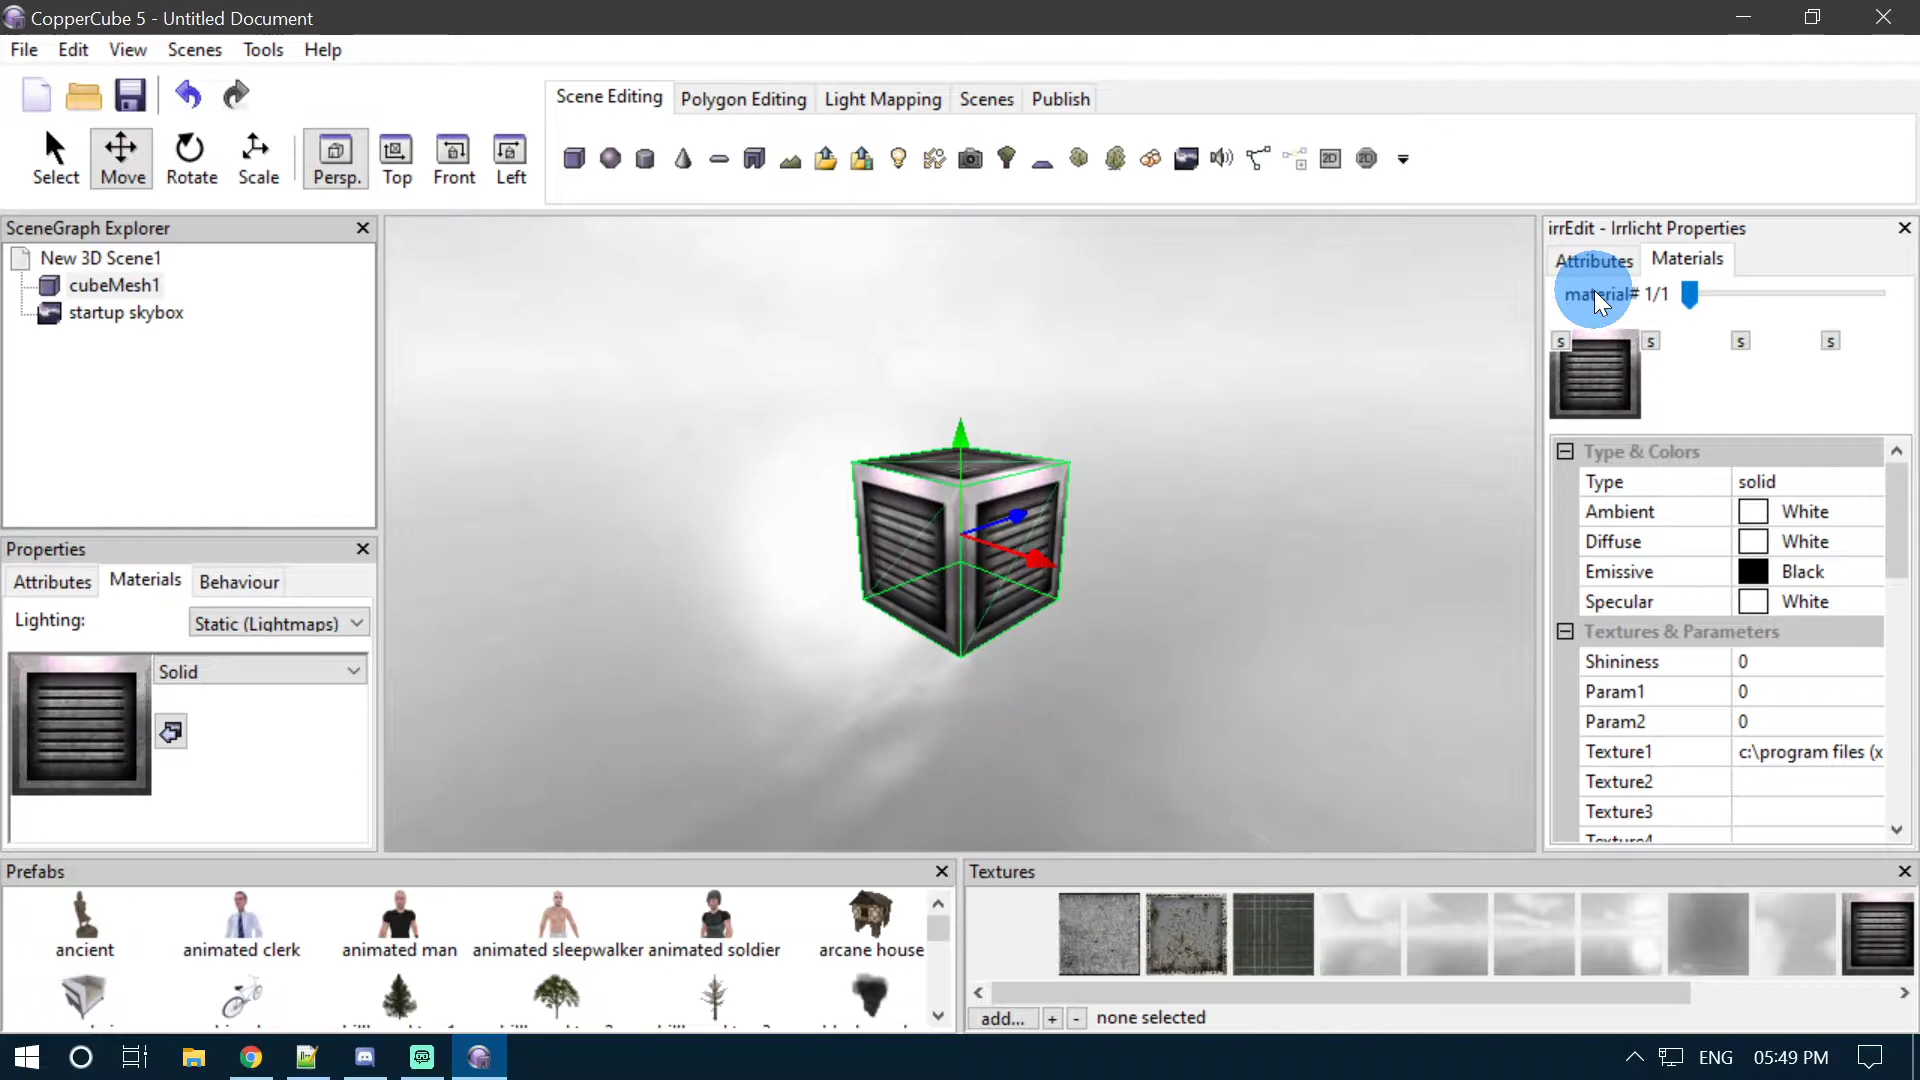 CopperCube 5 - Untitled Document
File Edit View Scenes Tools Help
Scene Editing Polygon Editing Light Mapping Scenes Publish
Select Move Rotate Scale Persp. Top Front Left
2D 2D
SceneGraph Explorer
New 3D Scene1
cubeMesh1
startup skybox
Properties
Attributes Materials Behaviour
Lighting: Static (Lightmaps)
Solid
irrEdit - Irrlicht Properties
Attributes Materials
material# 1/1
s s s s
Type & Colors
Type solid
Ambient White
Diffuse White
Emissive Black
Specular White
Textures & Parameters
Shininess 0
Param1 0
Param2 0
Texture1 c:\program files (x
Texture2
Texture3
Texture4
Prefabs
ancient animated clerk animated man animated sleepwalker animated soldier arcane house
Textures
add... + - none selected
ENG 05:49 PM